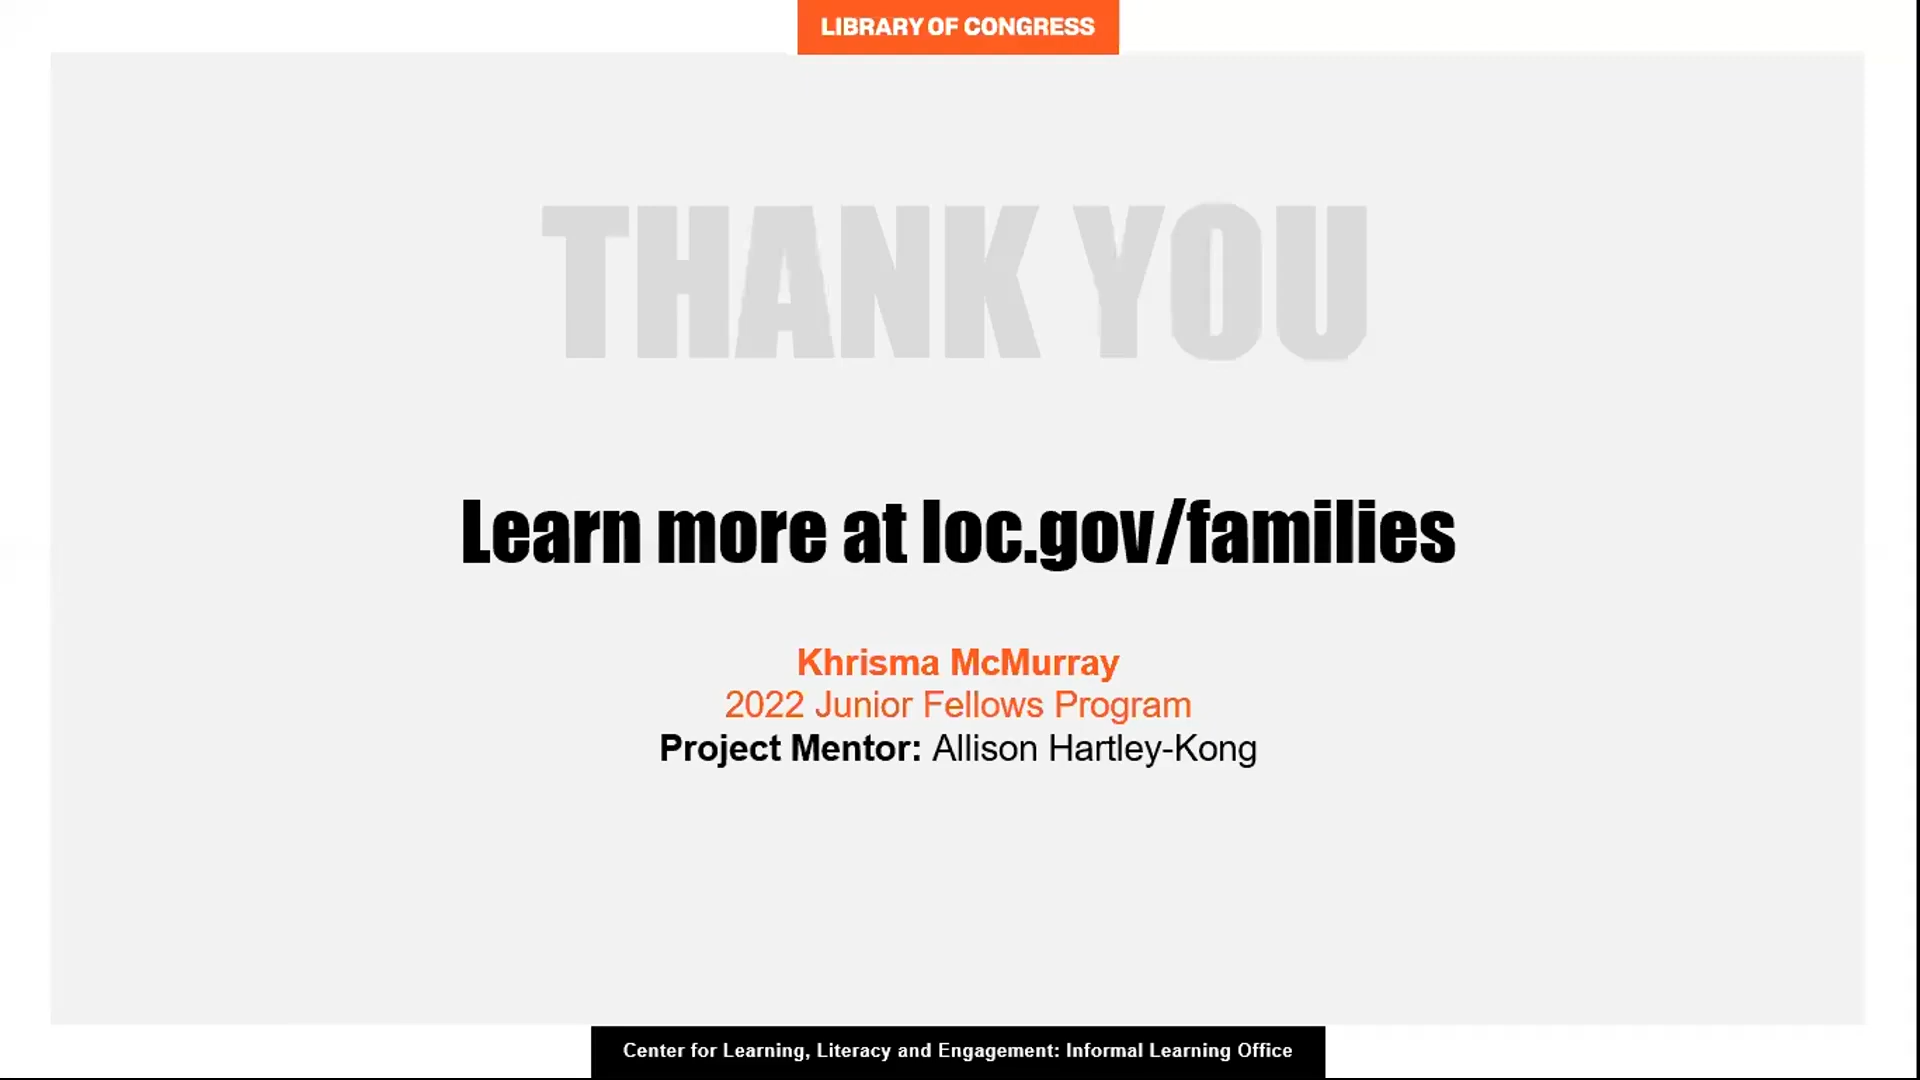 LIBRARY OF CONGRESS
THANK YOU
Learn more at loc.gov/families
Khrisma McMurray
2022 Junior Fellows Program
Project Mentor: Allison Hartley-Kong
Center for Learning, Literacy and Engagement: Informal Learning Office